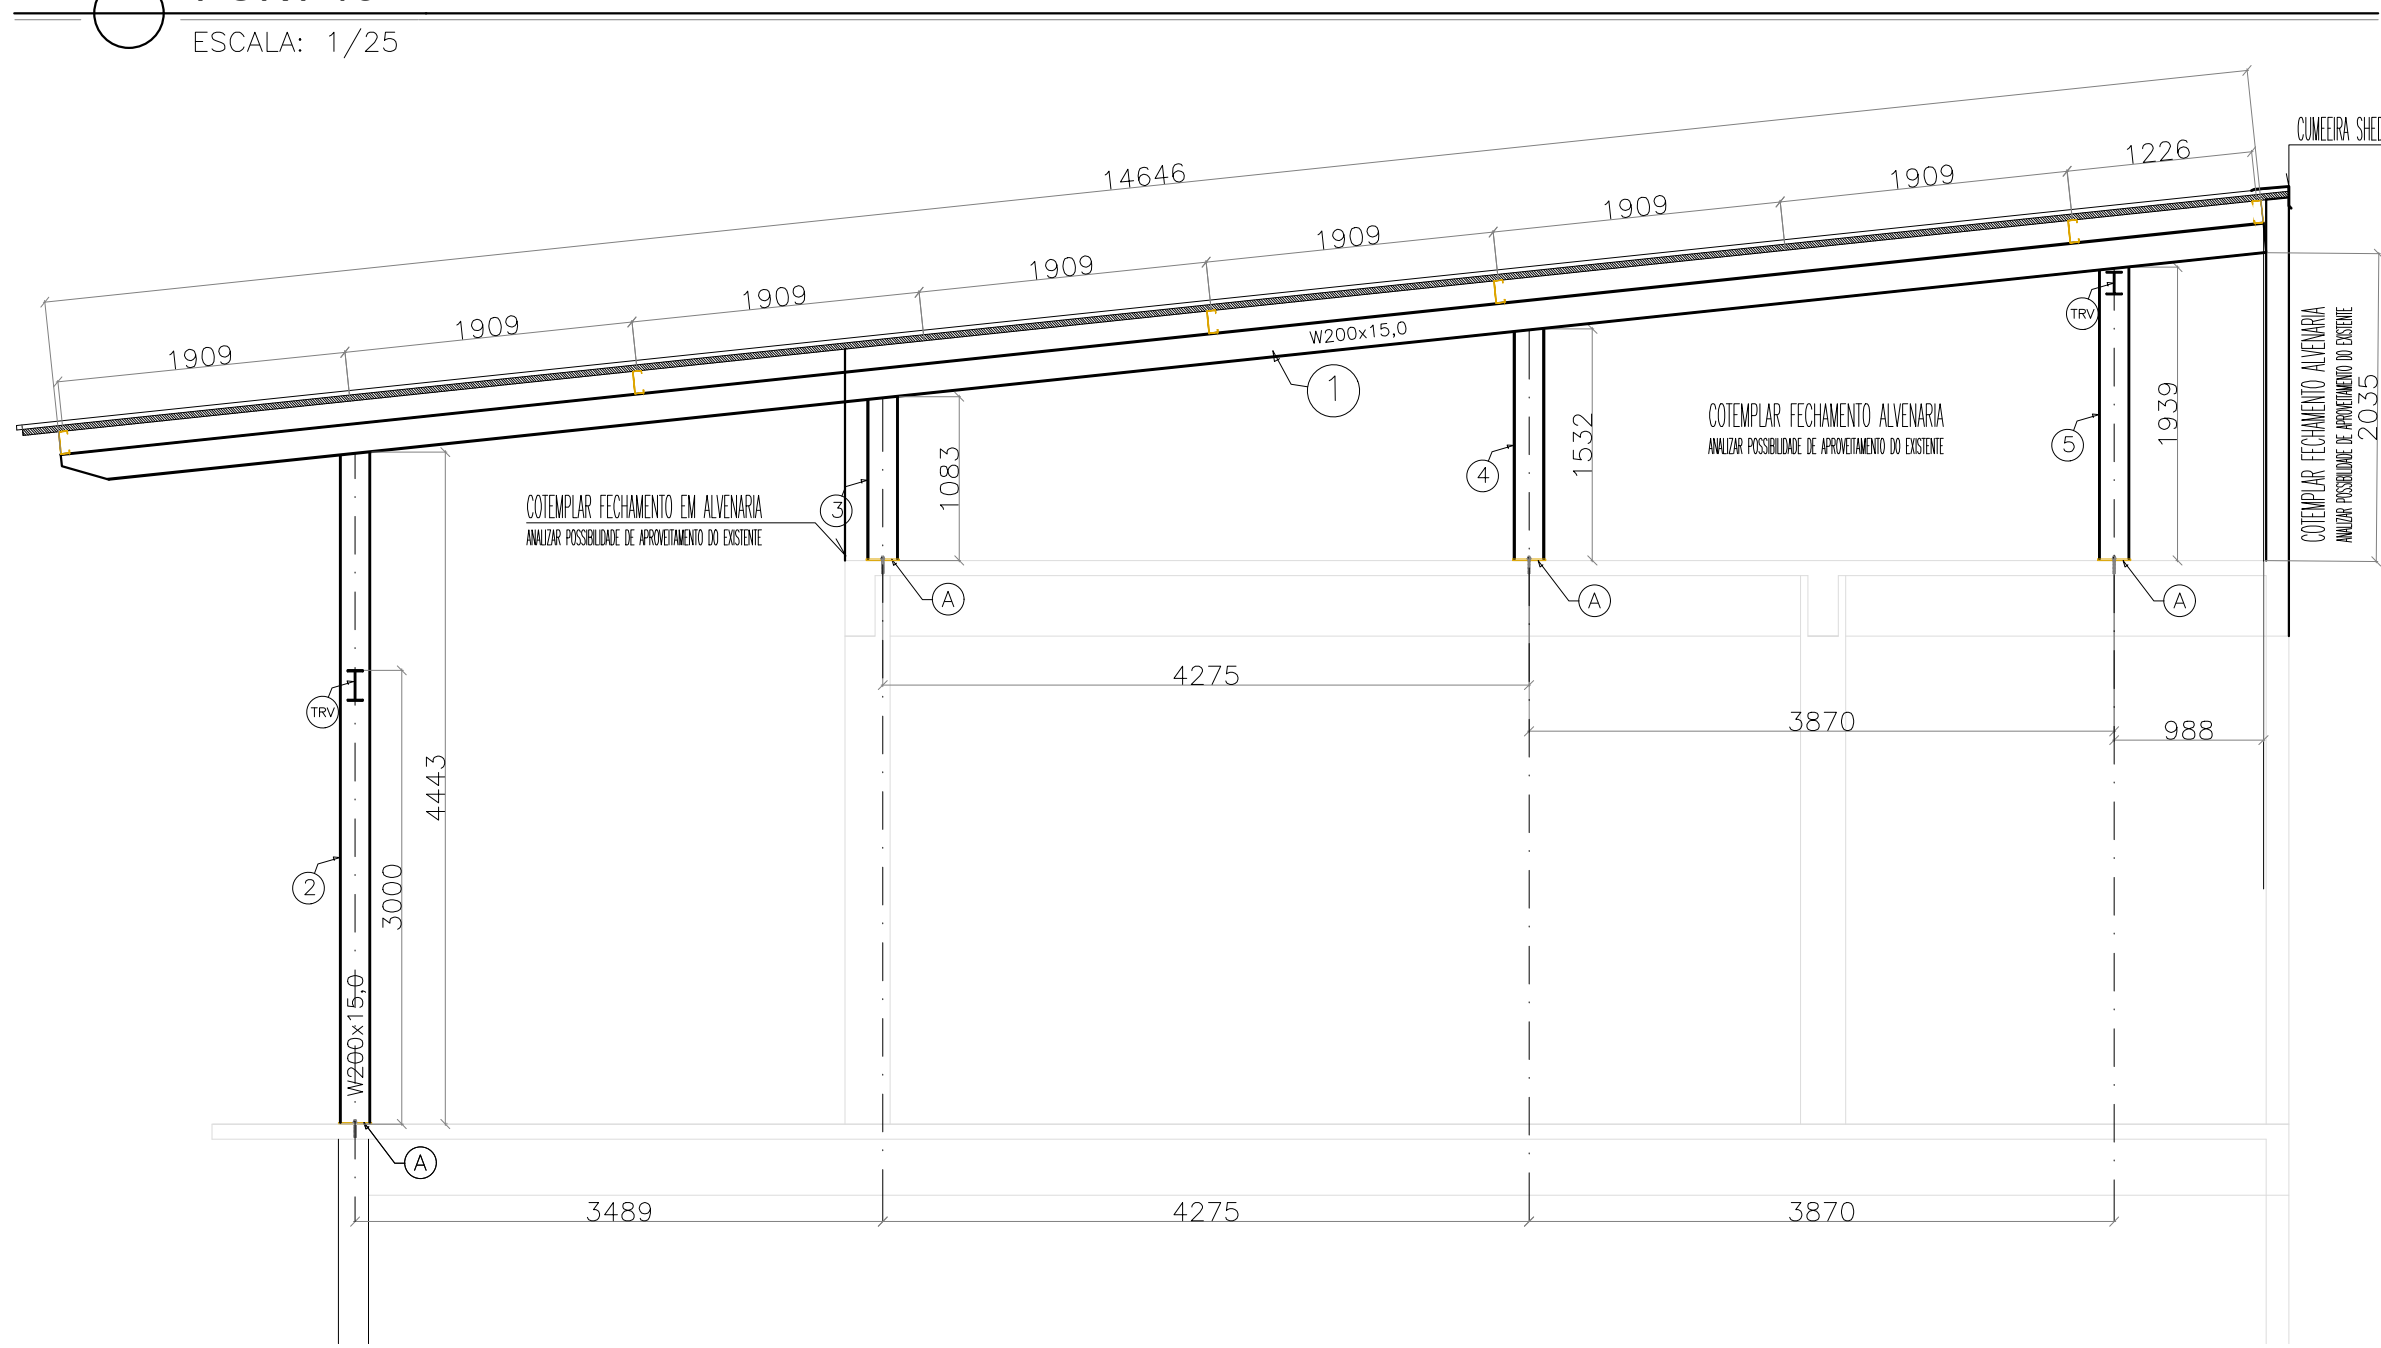 ESCALA: 1/25
CUMEEIRA SHED
14646
1226
1909
1909
1909
1909
1909
1909
1909
W200x15,0
1
TRV
COTEMPLAR FECHAMENTO ALVENARIA
ANALIZAR POSSIBILIDADE DE APROVEITAMENTO DO EXISTENTE
2035
1939
5
COTEMPLAR FECHAMENTO ALVENARIA
ANALIZAR POSSIBILIDADE DE APROVEITAMENTO DO EXISTENTE
1532
4
1083
3
COTEMPLAR FECHAMENTO EM ALVENARIA
ANALIZAR POSSIBILIDADE DE APROVEITAMENTO DO EXISTENTE
A
A
A
4275
3870
988
TRV
4443
3000
2
W200x15,0
A
3489
4275
3870